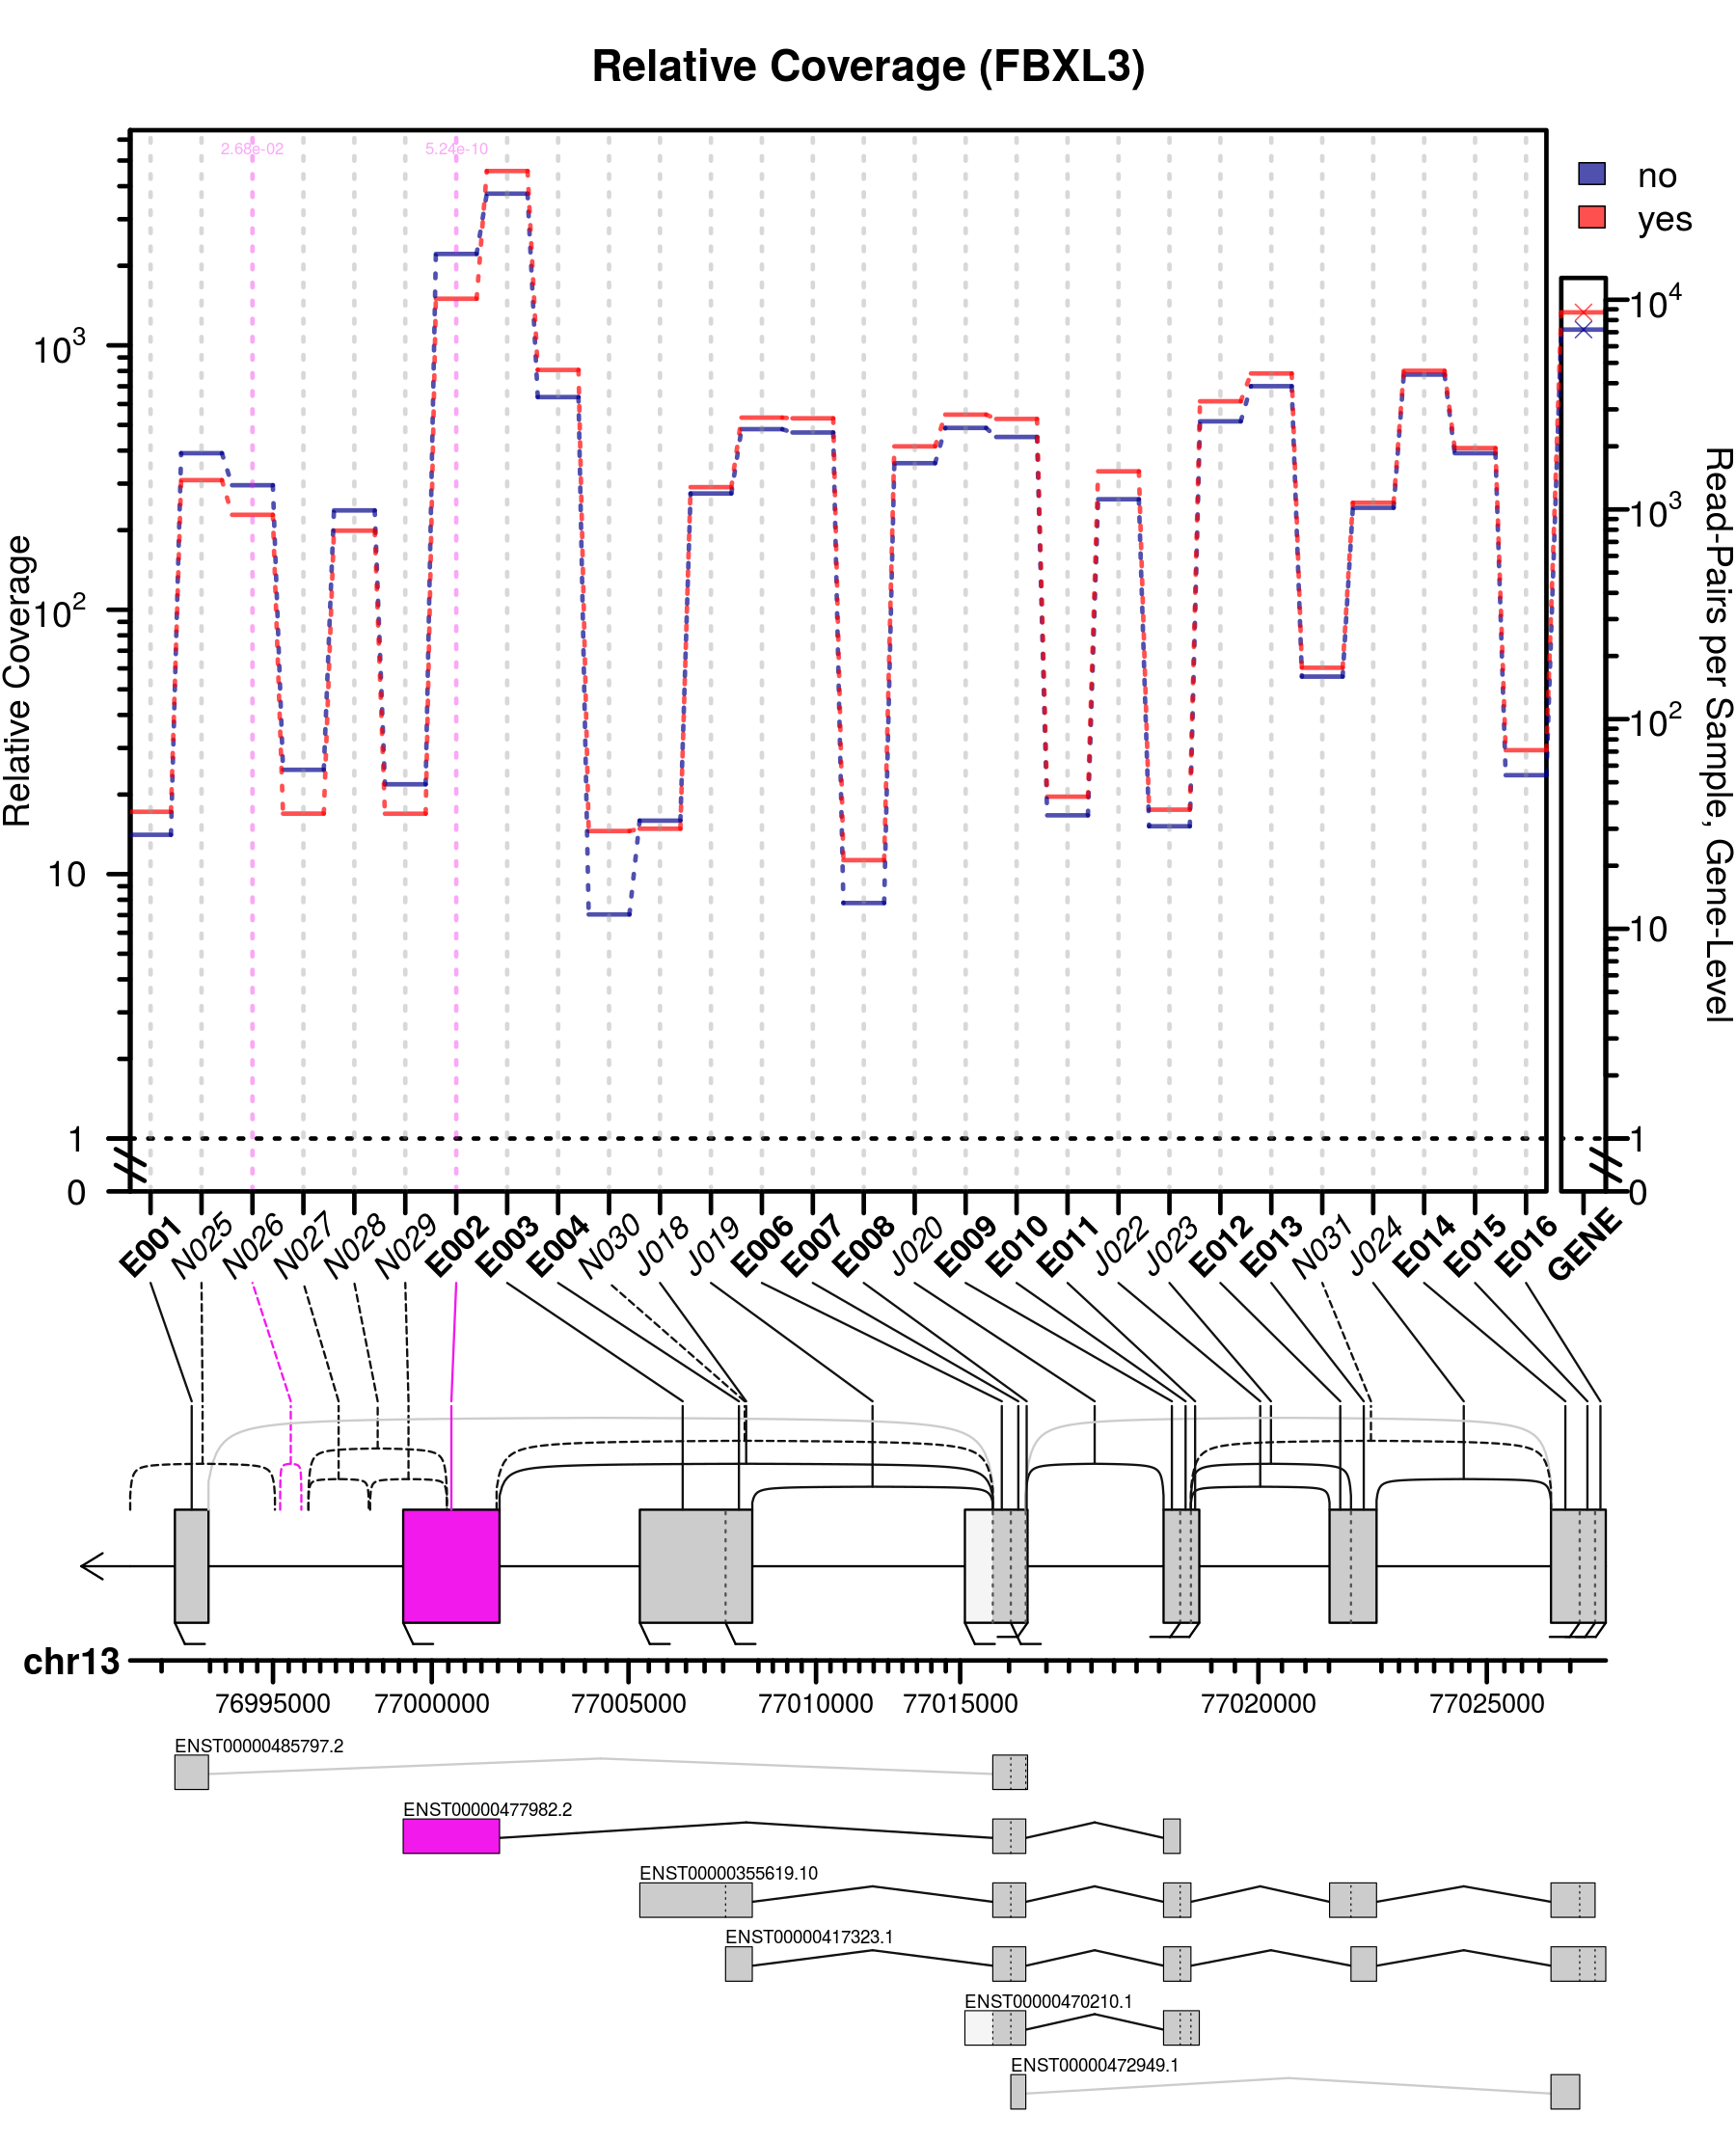 Relative Coverage (FBXL3)
2.68e-02
5.24e-10
no
yes
Relative Coverage
10^3
10^2
10
1
0
10^4
10^3
10^2
10
1
0
Read-Pairs per Sample, Gene-Level
E001 N025 N026 N027 N028 N029 E002 E003 E004 N030 J018 J019 E006 E007 E008 J020 E009 E010 E011 J022 J023 E012 E013 N031 J024 E014 E015 E016 GENE
chr13
76995000 77000000 77005000 77010000 77015000 77020000 77025000
ENST00000485797.2
ENST00000477982.2
ENST00000355619.10
ENST00000417323.1
ENST00000470210.1
ENST00000472949.1